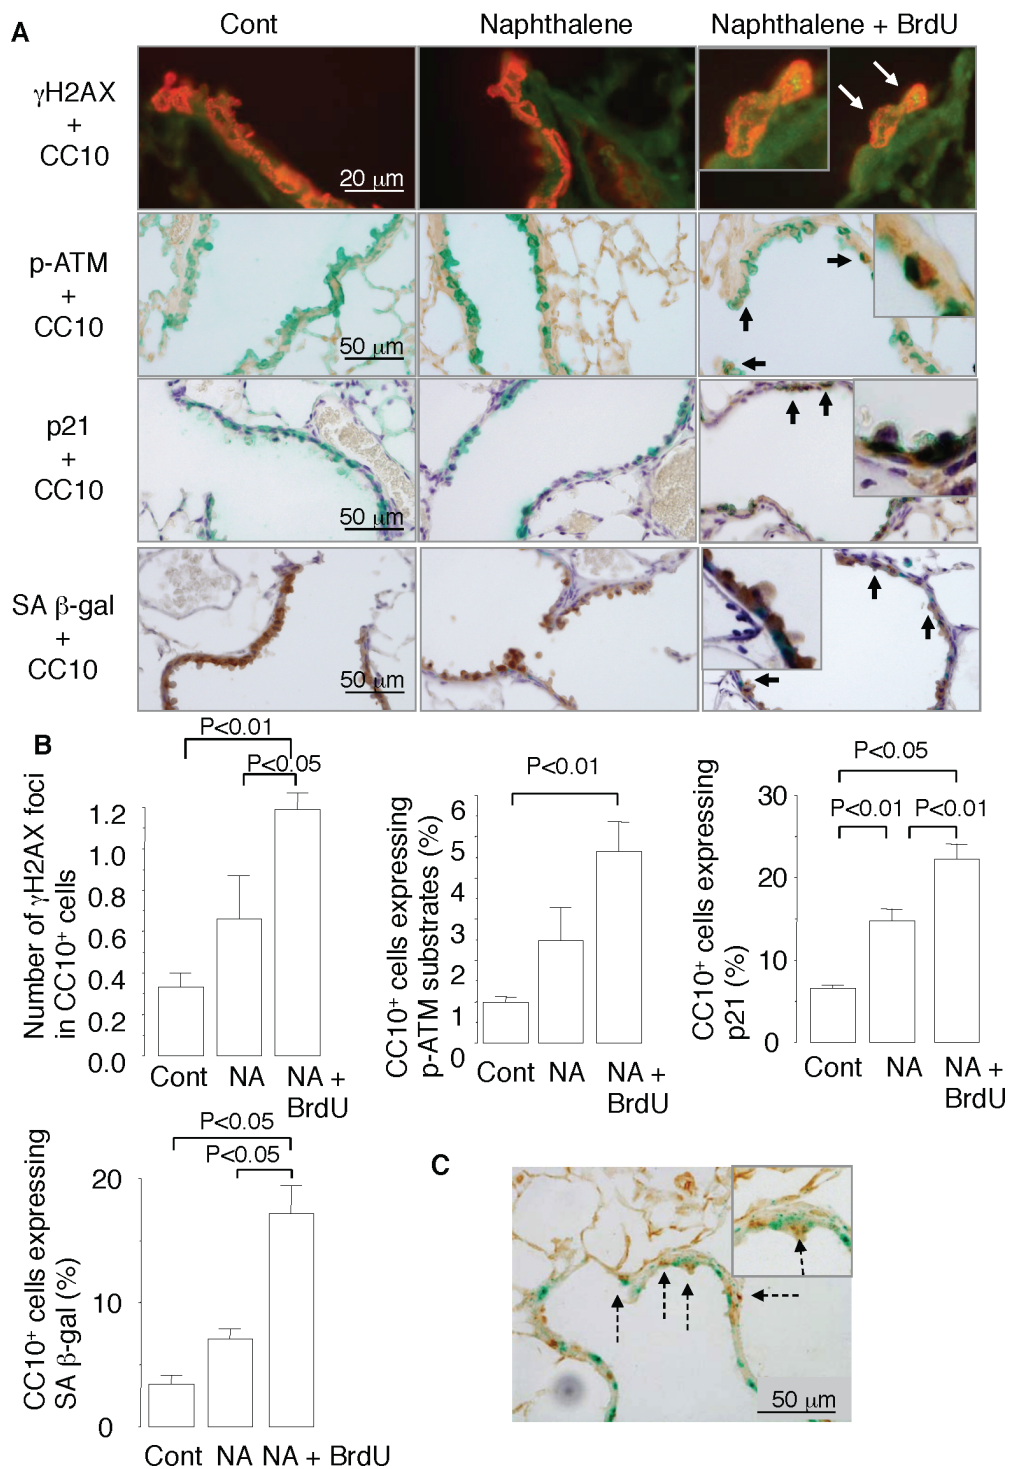 A
Cont
Naphthalene
Naphthalene + BrdU
γH2AX
+
CC10
20 μm
p-ATM
+
CC10
50 μm
p21
+
CC10
50 μm
SA β-gal
+
CC10
50 μm
B
Number of γH2AX foci
in CC10⁺ cells
P<0.01
P<0.05
1.2
1.0
0.8
0.6
0.4
0.2
0.0
Cont
NA
NA +
BrdU
CC10⁺ cells expressing
p-ATM substrates (%)
P<0.01
6
5
4
3
2
1
0
Cont
NA
NA +
BrdU
CC10⁺ cells expressing
p21 (%)
P<0.05
P<0.01
P<0.01
30
20
10
0
Cont
NA
NA +
BrdU
CC10⁺ cells expressing
SA β-gal (%)
P<0.05
P<0.05
20
10
0
Cont
NA
NA + BrdU
C
50 μm